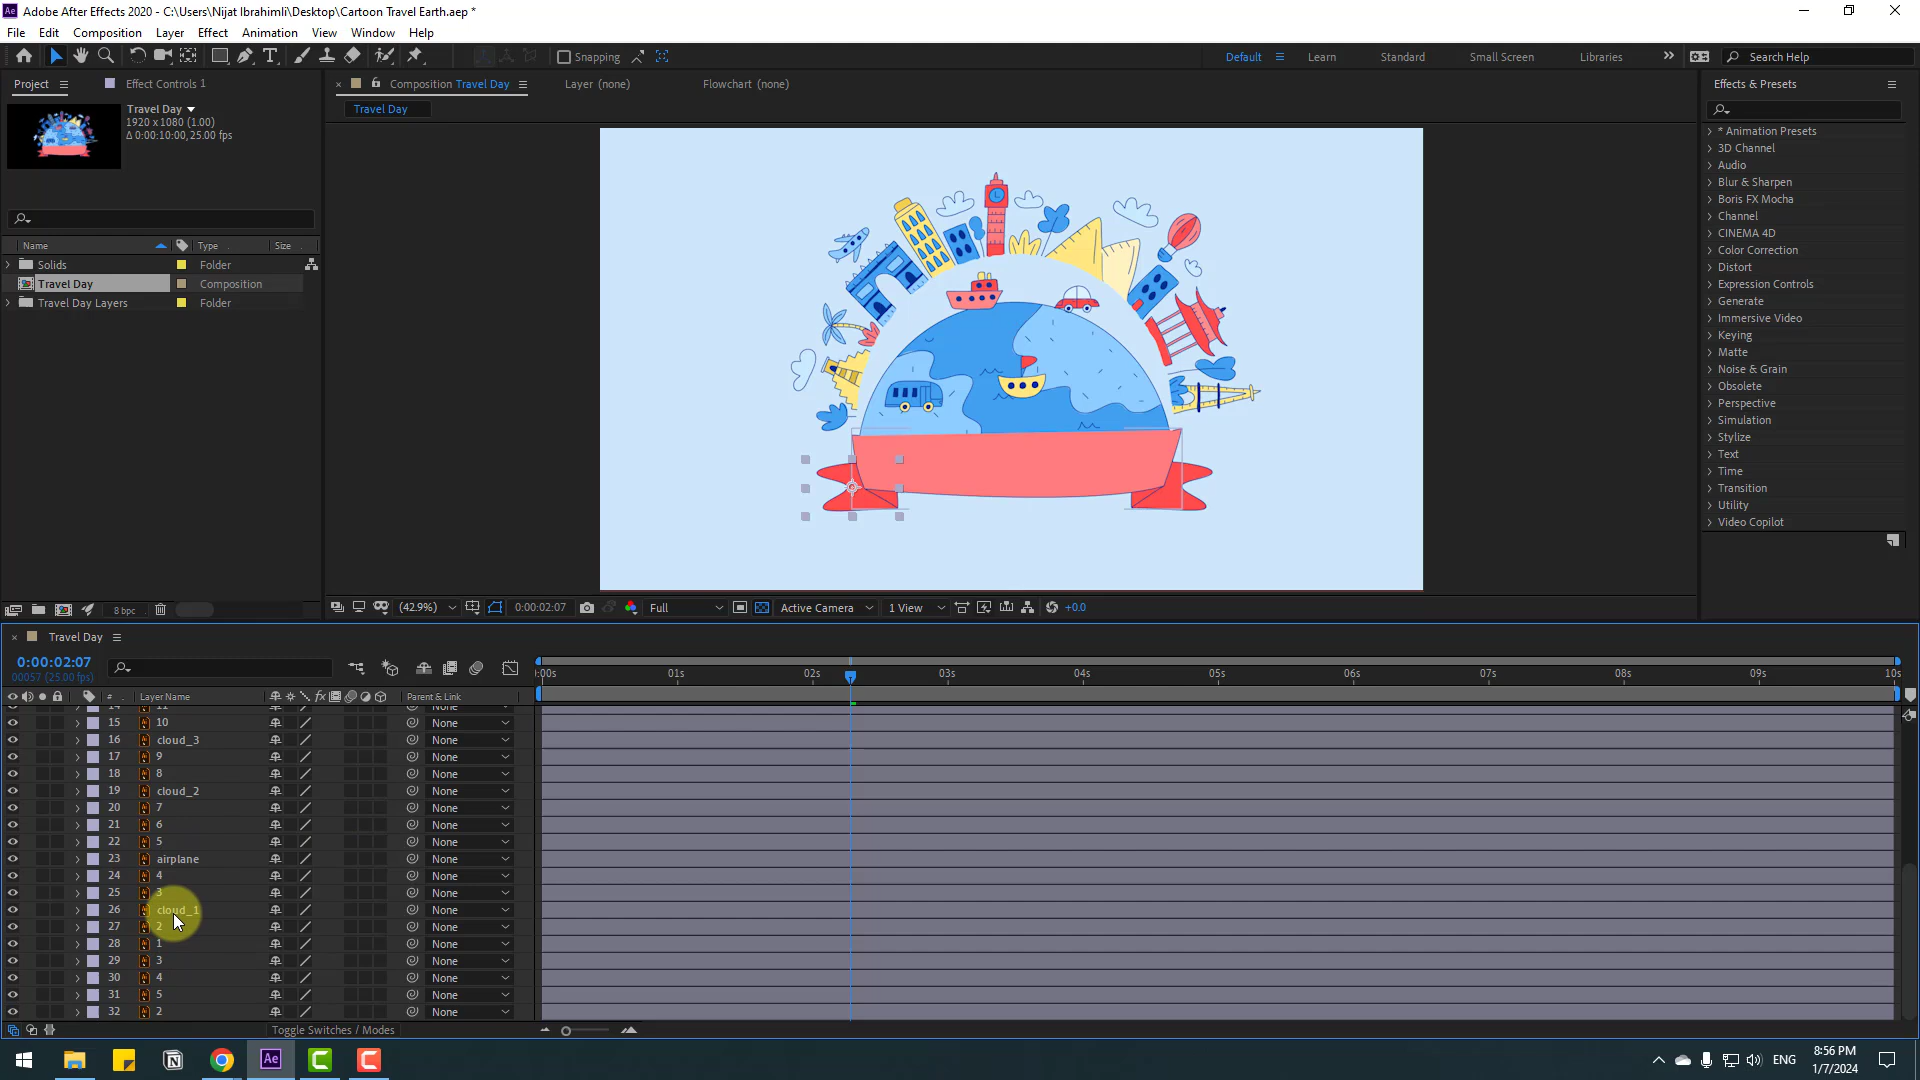 Adobe After Effects 2020 - C:\Users\Nijat Ibrahimli\Desktop\Cartoon Travel Earth.aep *
File Edit Composition Layer Effect Animation View Window Help
Snapping
Default Learn Standard Small Screen Libraries Search Help
Project Effect Controls 1
Travel Day
1920 x 1080 (1.00)
Δ 0:00:10:00, 25.00 fps
Name Type Size
Solids Folder
Travel Day Composition
Travel Day Layers Folder
8 bpc
Composition Travel Day Layer (none) Flowchart (none)
Travel Day
(42.9%) 0:00:02:07 Full Active Camera 1 View +0.0
Effects & Presets
* Animation Presets
3D Channel
Audio
Blur & Sharpen
Boris FX Mocha
Channel
CINEMA 4D
Color Correction
Distort
Expression Controls
Generate
Immersive Video
Keying
Matte
Noise & Grain
Obsolete
Perspective
Simulation
Stylize
Text
Time
Transition
Utility
Video Copilot
Travel Day
0:00:02:07
00057 (25.00 fps)
:00s 01s 02s 03s 04s 05s 06s 07s 08s 09s 10s
# Layer Name fx Parent & Link
14 11 None
15 10 None
16 cloud_3 None
17 9 None
18 8 None
19 cloud_2 None
20 7 None
21 6 None
22 5 None
23 airplane None
24 4 None
25 3 None
26 cloud_1 None
27 2 None
28 1 None
29 3 None
30 4 None
31 5 None
32 2 None
Toggle Switches / Modes
Ae
ENG
8:56 PM
1/7/2024